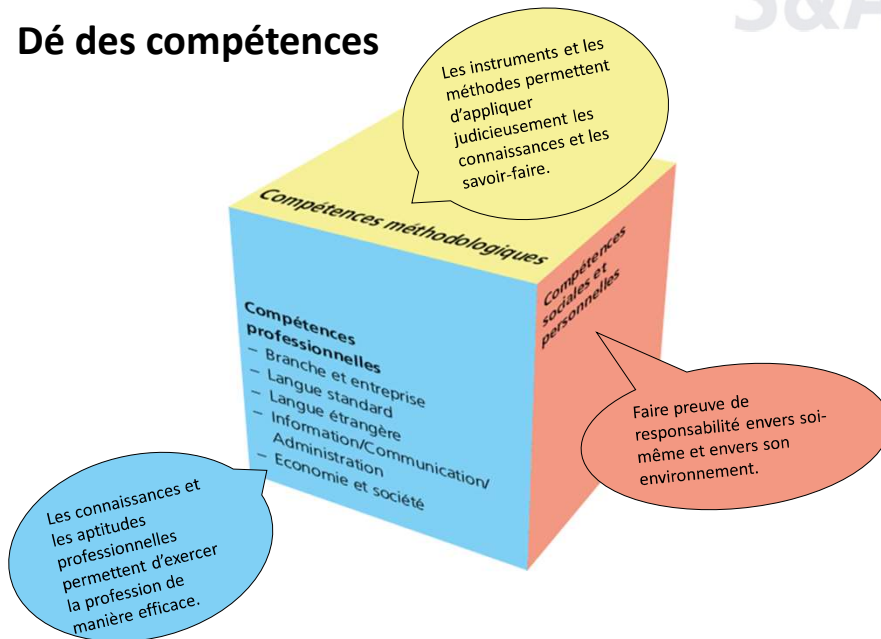 S&A
Dé des compétences
Les instruments et les
méthodes permettent
d'appliquer
judicieusement les
connaissances et les
savoir-faire.
Compétences méthodologiques
Compétences
sociales et
personnelles
Compétences
professionnelles
– Branche et entreprise
– Langue standard
– Langue étrangère
– Information/Communication/
Administration
– Economie et société
Faire preuve de
responsabilité envers soi-
même et envers son
environnement.
Les connaissances et
les aptitudes
professionnelles
permettent d'exercer
la profession de
manière efficace.